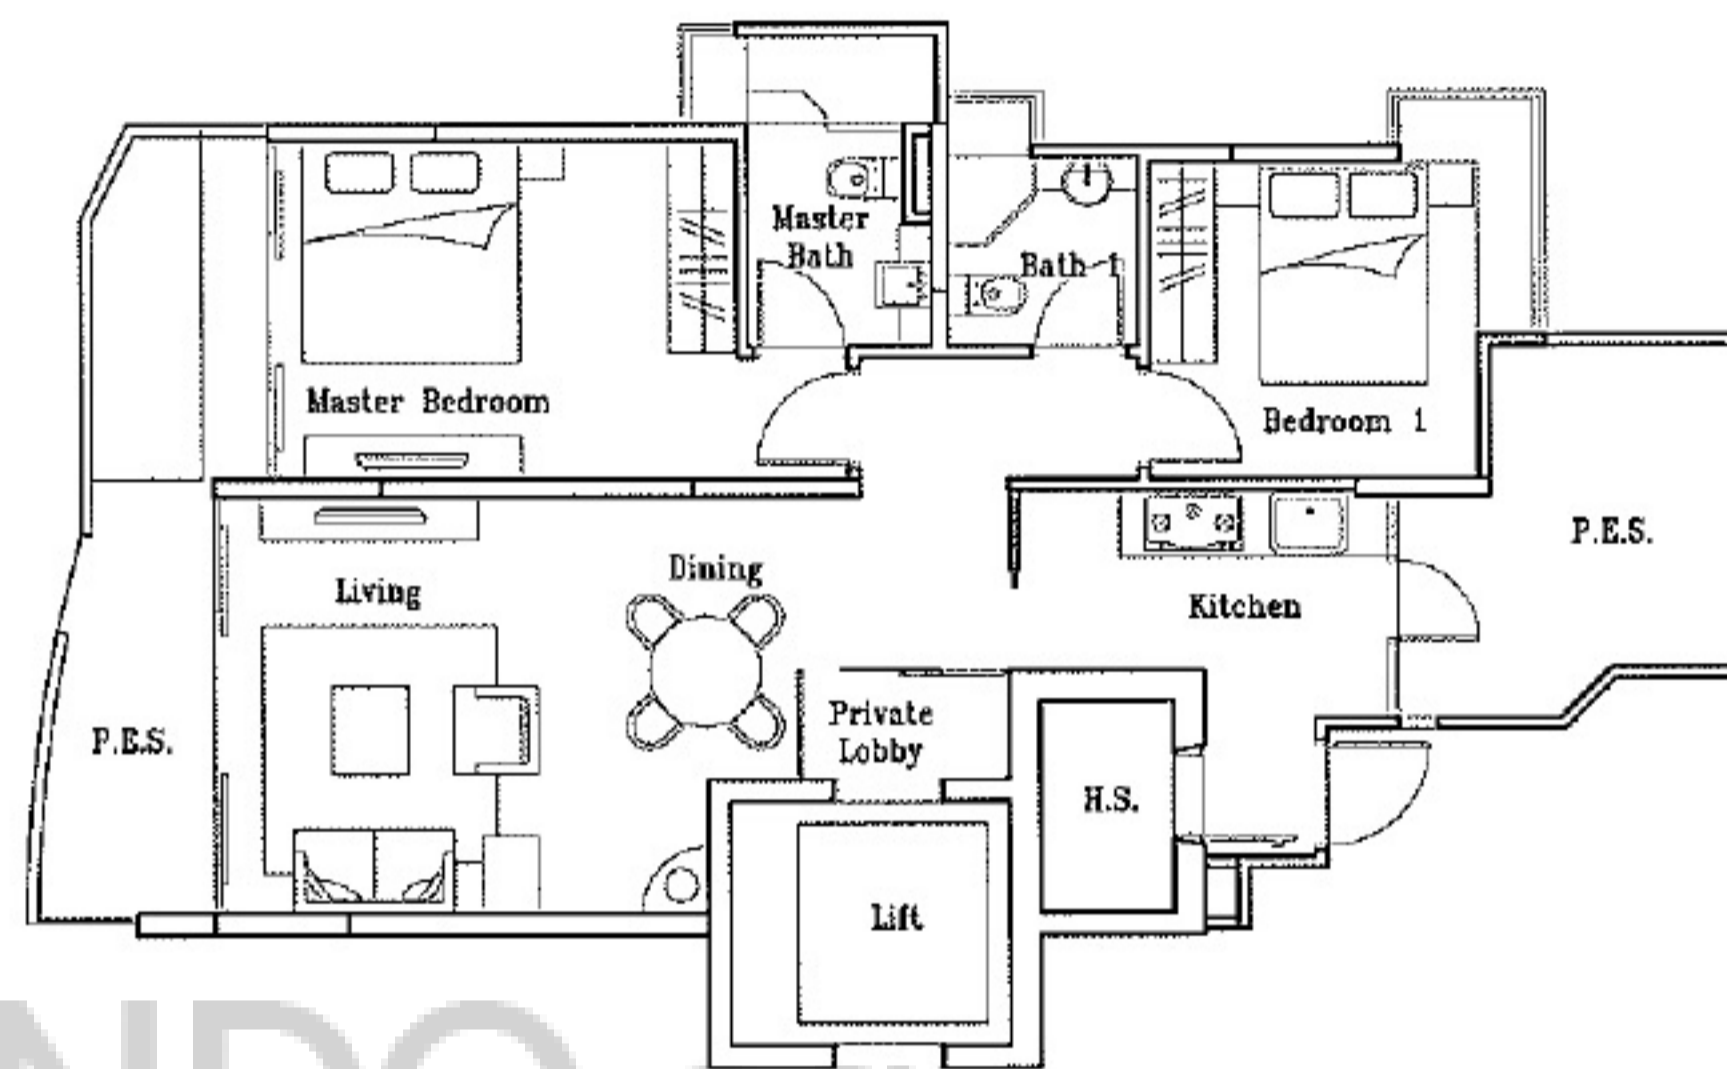 Master
Bath
Bath 1
Master Bedroom
Bedroom 1
P.E.S.
Dining
Living
Kitchen
Private
Lobby
P.E.S.
H.S.
Lift